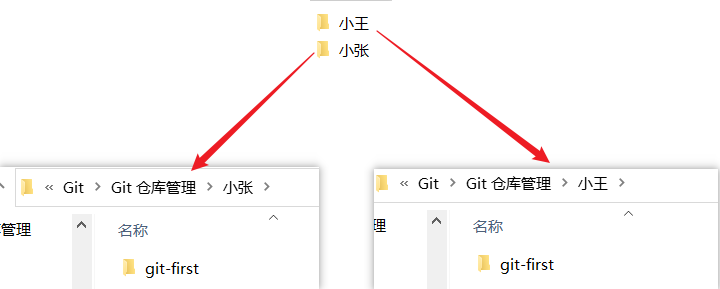 小王
小张
« Git > Git 仓库管理 > 小张 >
管理
名称
git-first
« Git > Git 仓库管理 > 小王 >
理
名称
git-first